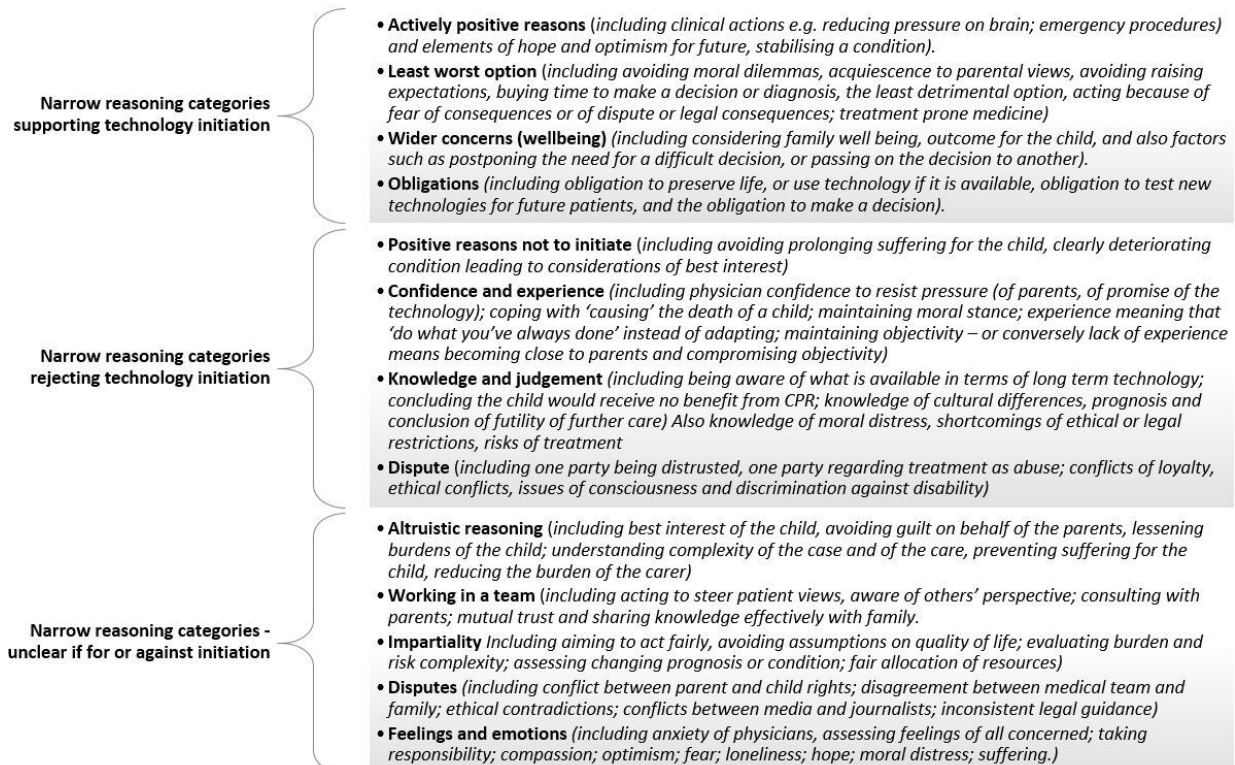 Narrow reasoning categories
supporting technology initiation
• Actively positive reasons (including clinical actions e.g. reducing pressure on brain; emergency procedures)
and elements of hope and optimism for future, stabilising a condition).
• Least worst option (including avoiding moral dilemmas, acquiescence to parental views, avoiding raising
expectations, buying time to make a decision or diagnosis, the least detrimental option, acting because of
fear of consequences or of dispute or legal consequences; treatment prone medicine)
• Wider concerns (wellbeing) (including considering family well being, outcome for the child, and also factors
such as postponing the need for a difficult decision, or passing on the decision to another).
• Obligations (including obligation to preserve life, or use technology if it is available, obligation to test new
technologies for future patients, and the obligation to make a decision).
Narrow reasoning categories
rejecting technology initiation
• Positive reasons not to initiate (including avoiding prolonging suffering for the child, clearly deteriorating
condition leading to considerations of best interest)
• Confidence and experience (including physician confidence to resist pressure (of parents, of promise of the
technology); coping with ‘causing’ the death of a child; maintaining moral stance; experience meaning that
‘do what you’ve always done’ instead of adapting; maintaining objectivity – or conversely lack of experience
means becoming close to parents and compromising objectivity)
• Knowledge and judgement (including being aware of what is available in terms of long term technology;
concluding the child would receive no benefit from CPR; knowledge of cultural differences, prognosis and
conclusion of futility of further care) Also knowledge of moral distress, shortcomings of ethical or legal
restrictions, risks of treatment
• Dispute (including one party being distrusted, one party regarding treatment as abuse; conflicts of loyalty,
ethical conflicts, issues of consciousness and discrimination against disability)
Narrow reasoning categories -
unclear if for or against initiation
• Altruistic reasoning (including best interest of the child, avoiding guilt on behalf of the parents, lessening
burdens of the child; understanding complexity of the case and of the care, preventing suffering for the
child, reducing the burden of the carer)
• Working in a team (including acting to steer patient views, aware of others’ perspective; consulting with
parents; mutual trust and sharing knowledge effectively with family.
• Impartiality Including aiming to act fairly, avoiding assumptions on quality of life; evaluating burden and
risk complexity; assessing changing prognosis or condition; fair allocation of resources)
• Disputes (including conflict between parent and child rights; disagreement between medical team and
family; ethical contradictions; conflicts between media and journalists; inconsistent legal guidance)
• Feelings and emotions (including anxiety of physicians, assessing feelings of all concerned; taking
responsibility; compassion; optimism; fear; loneliness; hope; moral distress; suffering.)